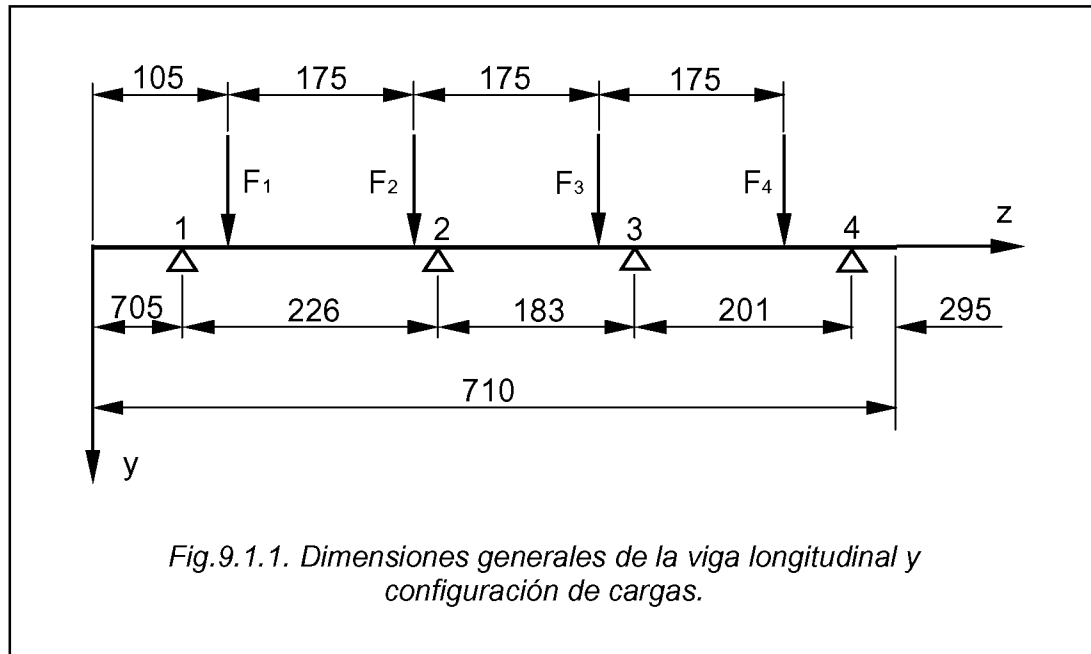 105 175 175 175
F1 F2 F3 F4
1 2 3 4 z
705 226 183 201 295
710
y
Fig.9.1.1. Dimensiones generales de la viga longitudinal y
configuración de cargas.